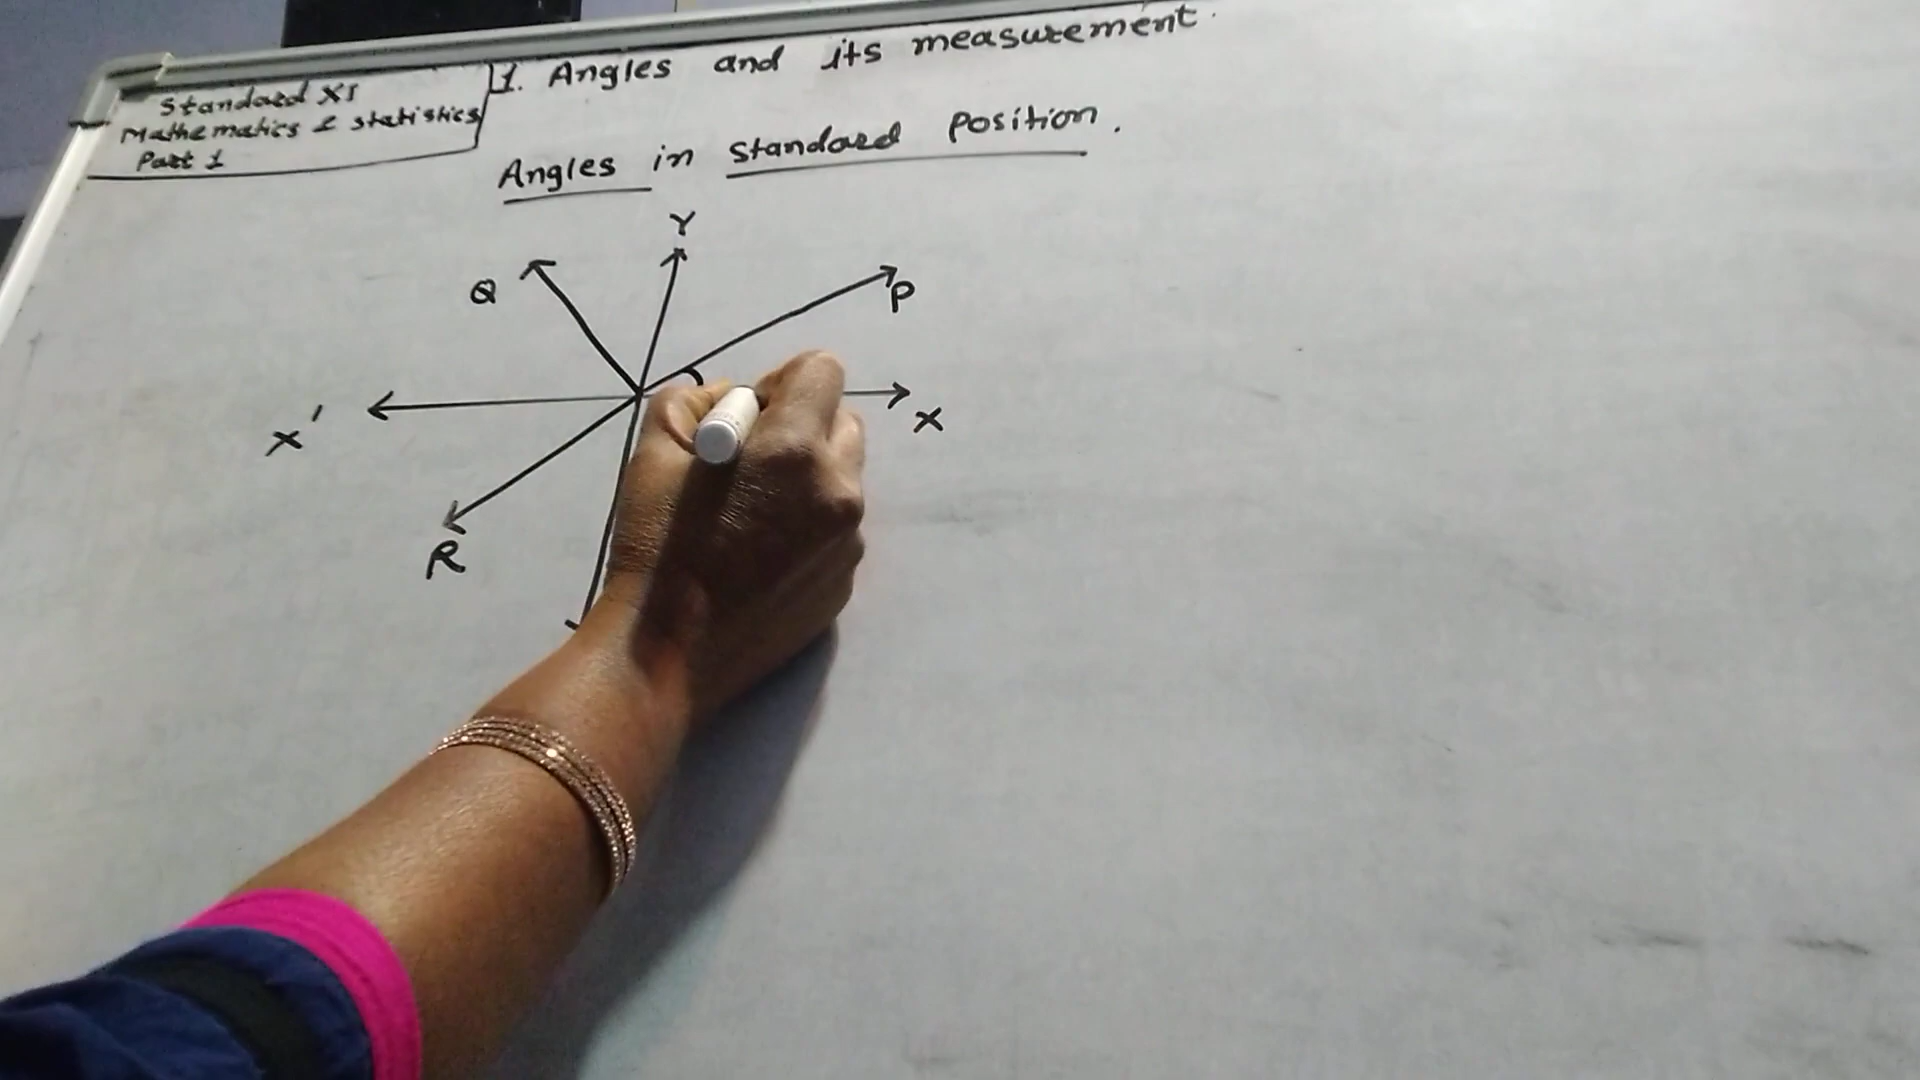 Standard XI
Mathematics & statistics
Part 1
1. Angles and its measurement.
Angles in standard Position.
Y
Q
P
X'
X
R